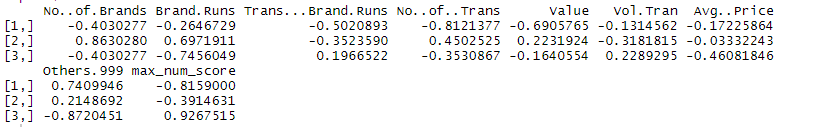 No..of.Brands Brand.Runs Trans...Brand.Runs No..of..Trans Value Vol.Tran Avg..Price
[1,] -0.4030277 -0.2646729 -0.5020893 -0.8121377 -0.6905765 -0.1314562 -0.17225864
[2,] 0.8630280 0.6971911 -0.3523590 0.4502525 0.2231924 -0.3181815 -0.03332243
[3,] -0.4030277 -0.7456049 0.1966522 -0.3530867 -0.1640554 0.2289295 -0.46081846
Others.999 max_num_score
[1,] 0.7409946 -0.8159000
[2,] 0.2148692 -0.3914631
[3,] -0.8720451 0.9267515